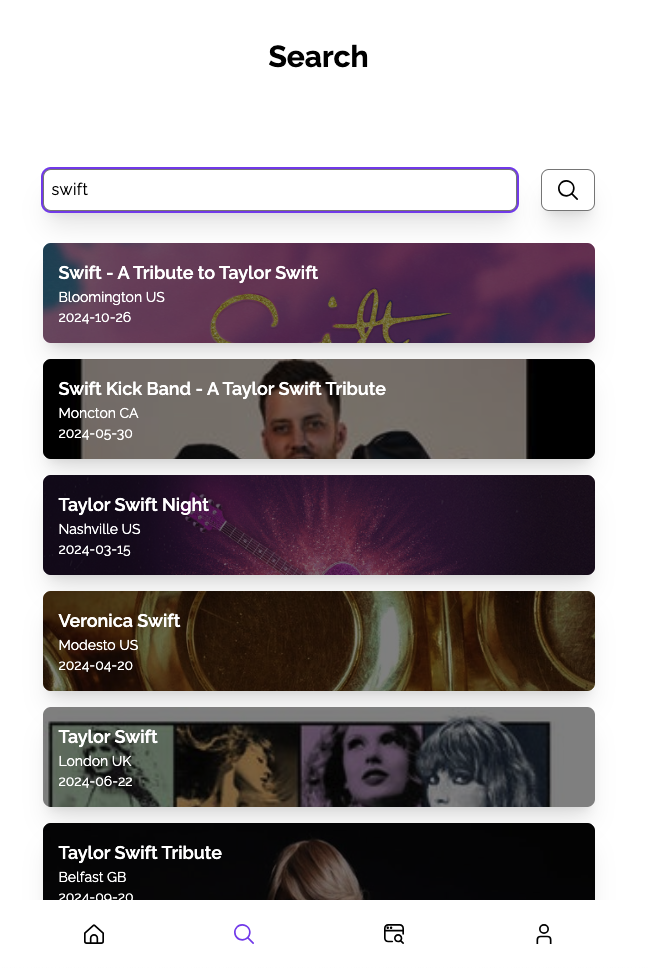 Search
swift
Swift - A Tribute to Taylor Swift
Bloomington US
2024-10-26
Swift
Swift Kick Band - A Taylor Swift Tribute
Moncton CA
2024-05-30
Taylor Swift Night
Nashville US
2024-03-15
Veronica Swift
Modesto US
2024-04-20
Taylor Swift
London UK
2024-06-22
Taylor Swift Tribute
Belfast GB
2024-09-20